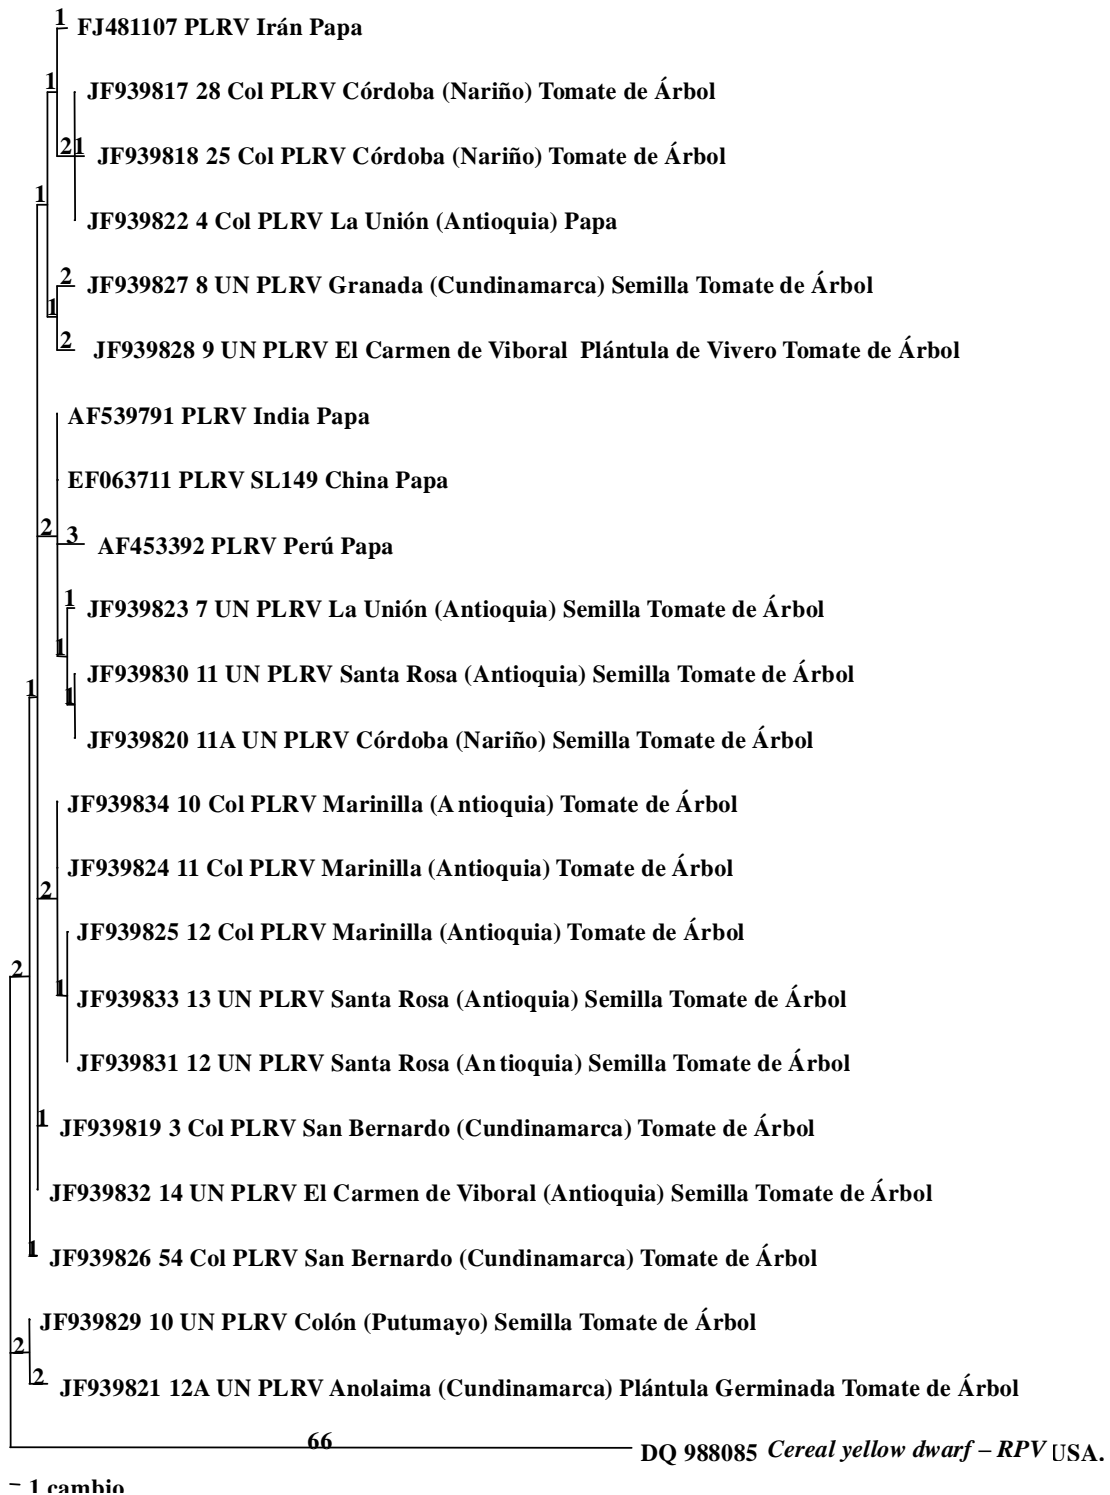 1
FJ481107 PLRV Irán Papa
1
JF939817 28 Col PLRV Córdoba (Nariño) Tomate de Árbol
21
JF939818 25 Col PLRV Córdoba (Nariño) Tomate de Árbol
1
JF939822 4 Col PLRV La Unión (Antioquia) Papa
2
JF939827 8 UN PLRV Granada (Cundinamarca) Semilla Tomate de Árbol
1
2
JF939828 9 UN PLRV El Carmen de Viboral Plántula de Vivero Tomate de Árbol
AF539791 PLRV India Papa
EF063711 PLRV SL149 China Papa
2
3
AF453392 PLRV Perú Papa
1
JF939823 7 UN PLRV La Unión (Antioquia) Semilla Tomate de Árbol
1
JF939830 11 UN PLRV Santa Rosa (Antioquia) Semilla Tomate de Árbol
1
1
JF939820 11A UN PLRV Córdoba (Nariño) Semilla Tomate de Árbol
JF939834 10 Col PLRV Marinilla (Antioquia) Tomate de Árbol
JF939824 11 Col PLRV Marinilla (Antioquia) Tomate de Árbol
2
JF939825 12 Col PLRV Marinilla (Antioquia) Tomate de Árbol
2
1
JF939833 13 UN PLRV Santa Rosa (Antioquia) Semilla Tomate de Árbol
JF939831 12 UN PLRV Santa Rosa (Antioquia) Semilla Tomate de Árbol
1
JF939819 3 Col PLRV San Bernardo (Cundinamarca) Tomate de Árbol
JF939832 14 UN PLRV El Carmen de Viboral (Antioquia) Semilla Tomate de Árbol
1
JF939826 54 Col PLRV San Bernardo (Cundinamarca) Tomate de Árbol
JF939829 10 UN PLRV Colón (Putumayo) Semilla Tomate de Árbol
2
2
JF939821 12A UN PLRV Anolaima (Cundinamarca) Plántula Germinada Tomate de Árbol
66
DQ 988085 Cereal yellow dwarf – RPV USA.
1 cambio